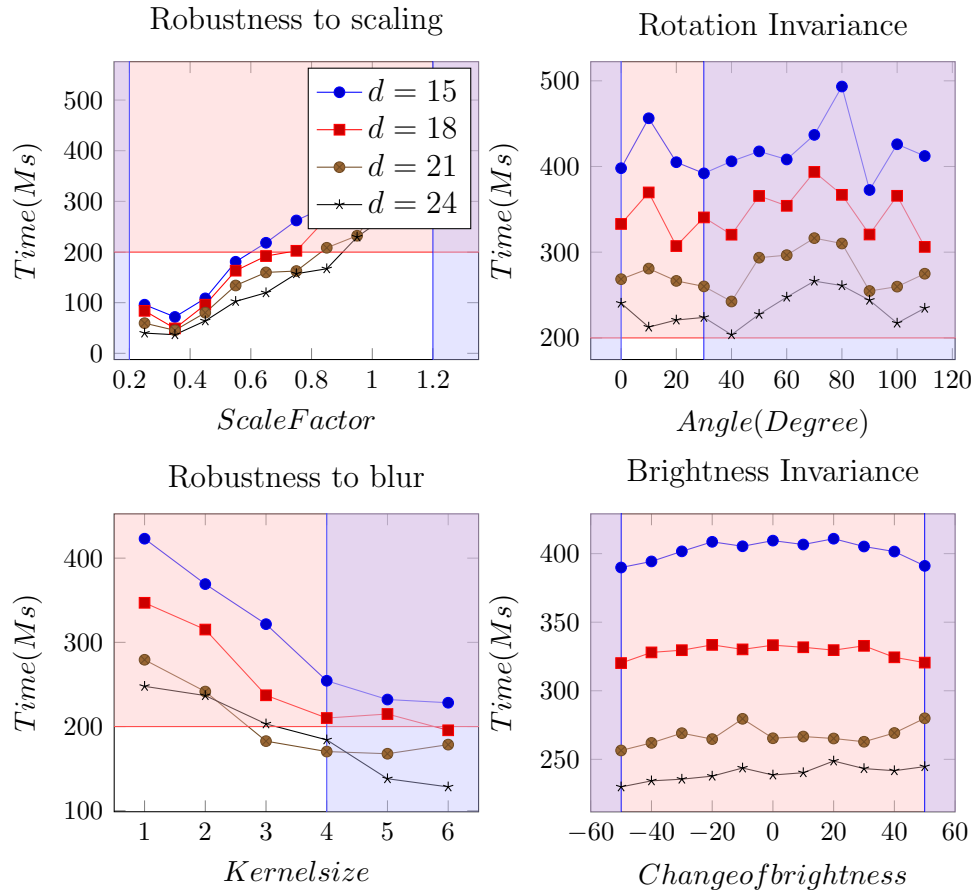 Robustness to scaling
500
400
300
200
100
0
0.2 0.4 0.6 0.8 1 1.2
Time(Ms)
ScaleFactor
d = 15
d = 18
d = 21
d = 24
Rotation Invariance
500
400
300
200
0 20 40 60 80 100 120
Time(Ms)
Angle(Degree)
Robustness to blur
400
300
200
100
1 2 3 4 5 6
Time(Ms)
Kernelsize
Brightness Invariance
400
350
300
250
−60 −40 −20 0 20 40 60
Time(Ms)
Changeofbrightness